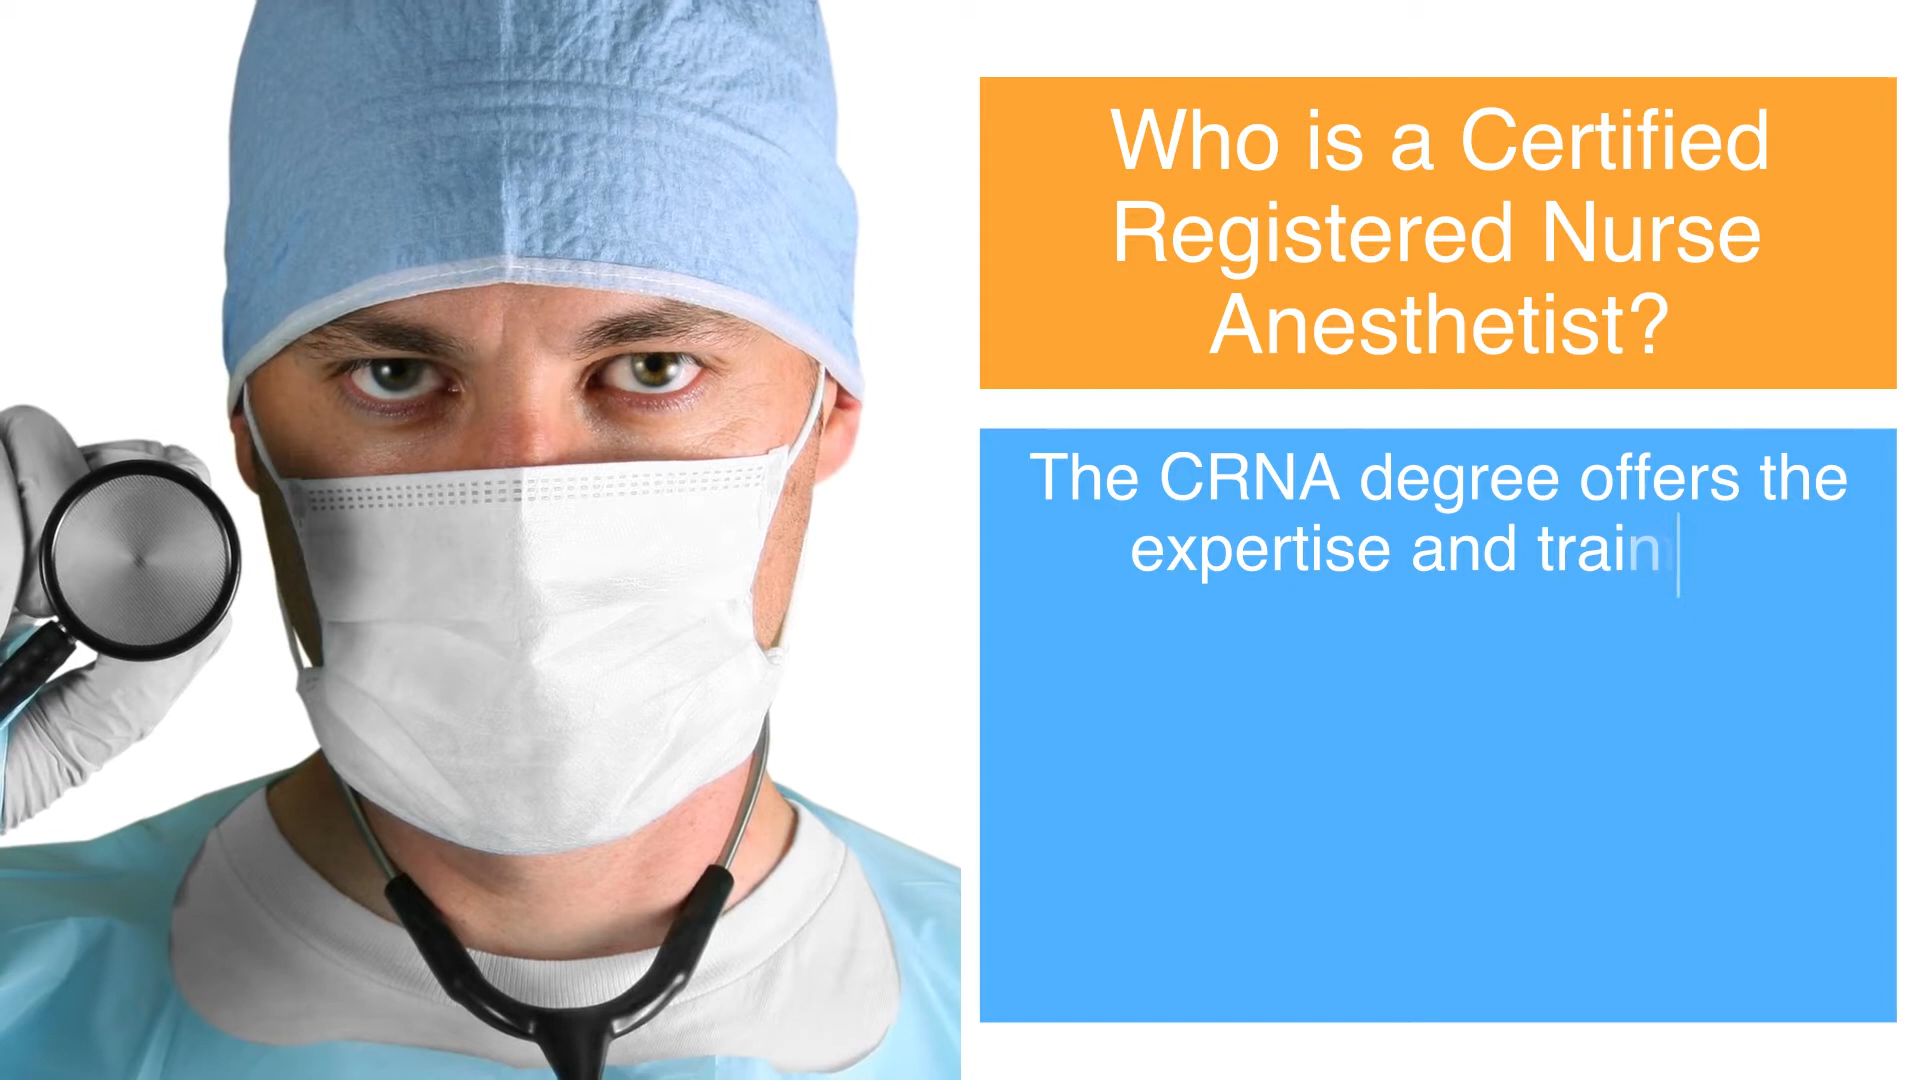 Who is a Certified
Registered Nurse
Anesthetist?
The CRNA degree offers the
expertise and train